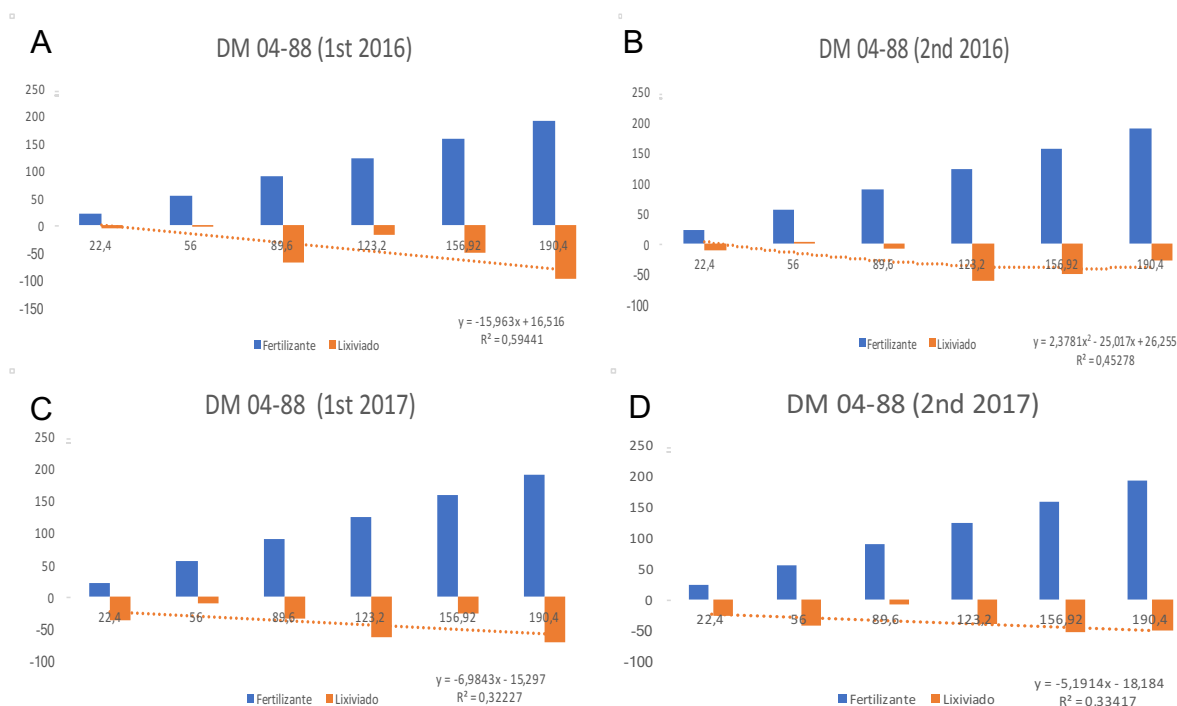 A
DM 04-88 (1st 2016)
250
200
150
100
50
0
-50
-100
-150
22,4 56 89,6 123,2 156,92 190,4
y = -15,963x + 16,516
R² = 0,59441
Fertilizante Lixiviado
B
DM 04-88 (2nd 2016)
250
200
150
100
50
0
-50
-100
22,4 56 89,6 123,2 156,92 190,4
Fertilizante Lixiviado
y = 2,3781x² - 25,017x + 26,255
R² = 0,45278
C
DM 04-88 (1st 2017)
250
200
150
100
50
0
-50
-100
22,4 56 89,6 123,2 156,92 190,4
y = -6,9843x - 15,297
R² = 0,32227
Fertilizante Lixiviado
D
DM 04-88 (2nd 2017)
250
200
150
100
50
0
-50
-100
22,4 56 89,6 123,2 156,92 190,4
y = -5,1914x - 18,184
R² = 0,33417
Fertilizante Lixiviado